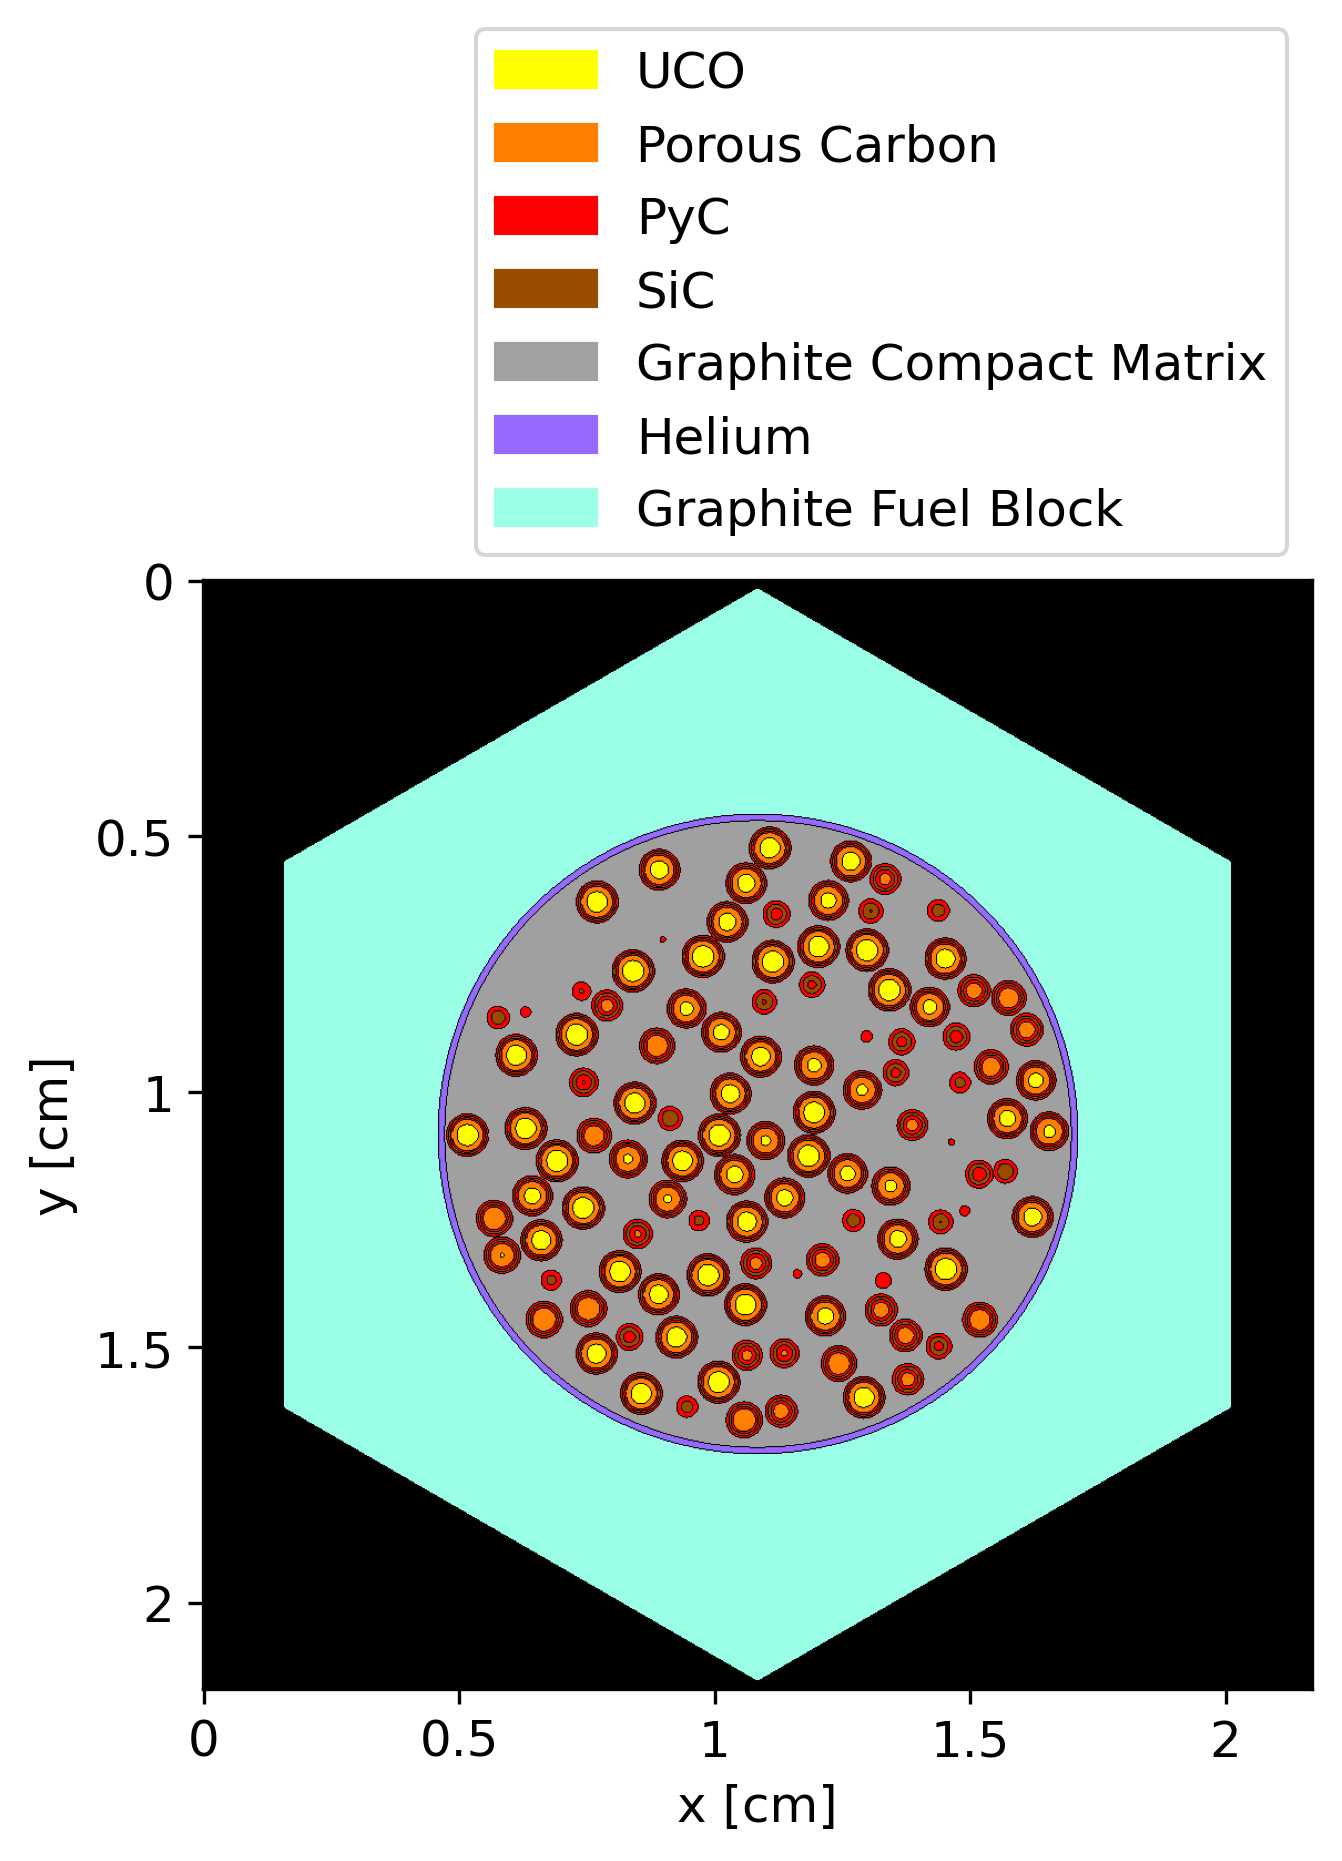 UCO
Porous Carbon
PyC
SiC
Graphite Compact Matrix
Helium
Graphite Fuel Block
0
0.5
1
1.5
2
y [cm]
0
0.5
1
1.5
2
x [cm]